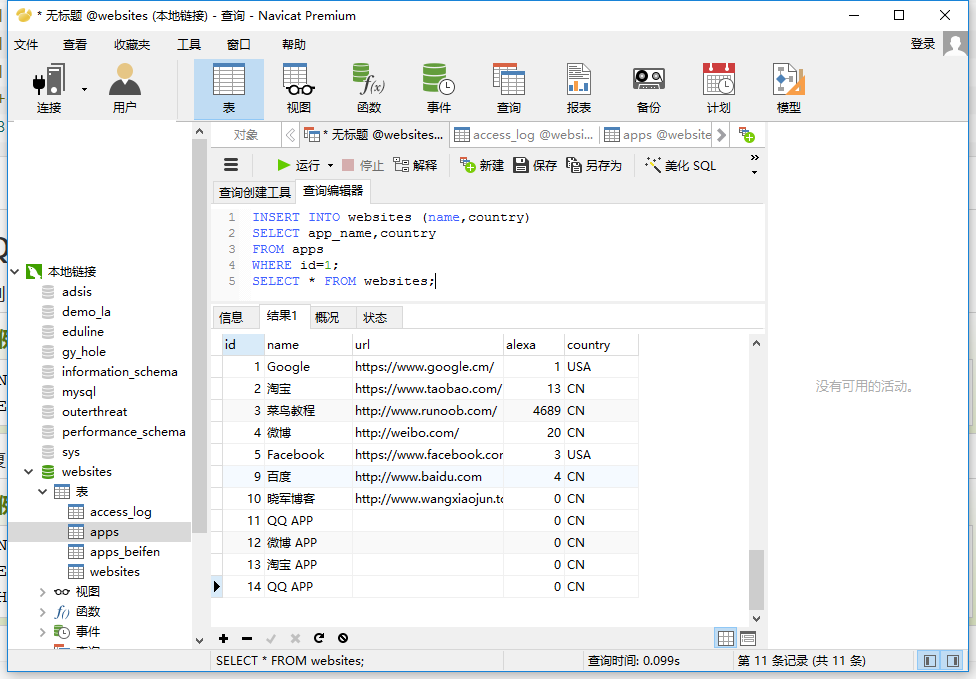 * 无标题 @websites (本地链接) - 查询 - Navicat Premium
文件 查看 收藏夹 工具 窗口 帮助 登录
连接 用户 表 视图 函数 事件 查询 报表 备份 计划 模型
对象 * 无标题 @websites... access_log @websi... apps @website
运行 停止 解释 新建 保存 另存为 美化 SQL
查询创建工具 查询编辑器
1 INSERT INTO websites (name,country)
2 SELECT app_name,country
3 FROM apps
4 WHERE id=1;
5 SELECT * FROM websites;
本地链接
adsis
demo_la
eduline
gy_hole
information_schema
mysql
outerthreat
performance_schema
sys
websites
表
access_log
apps
apps_beifen
websites
视图
函数
事件
信息 结果1 概况 状态
id name url alexa country
1 Google https://www.google.cm/ 1 USA
2 淘宝 https://www.taobao.com/ 13 CN
3 菜鸟教程 http://www.runoob.com/ 4689 CN
4 微博 http://weibo.com/ 20 CN
5 Facebook https://www.facebook.cor 3 USA
9 百度 http://www.baidu.com 4 CN
10 晓军博客 http://www.wangxiaojun.tc 0 CN
11 QQ APP 0 CN
12 微博 APP 0 CN
13 淘宝 APP 0 CN
14 QQ APP 0 CN
没有可用的活动。
SELECT * FROM websites; 查询时间: 0.099s 第 11 条记录 (共 11 条)